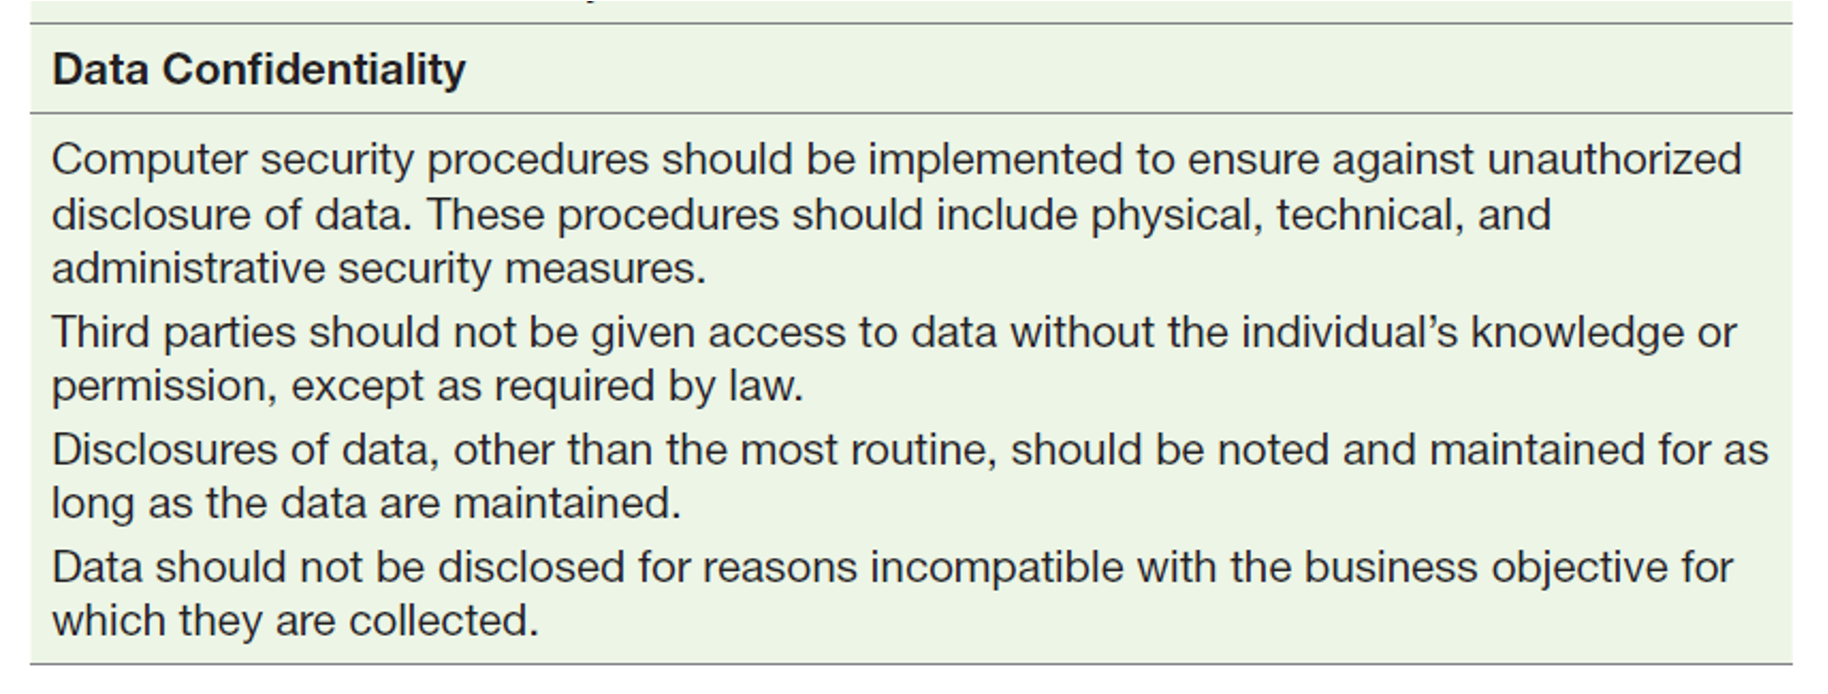 Data Confidentiality
Computer security procedures should be implemented to ensure against unauthorized
disclosure of data. These procedures should include physical, technical, and
administrative security measures.
Third parties should not be given access to data without the individual’s knowledge or
permission, except as required by law.
Disclosures of data, other than the most routine, should be noted and maintained for as
long as the data are maintained.
Data should not be disclosed for reasons incompatible with the business objective for
which they are collected.